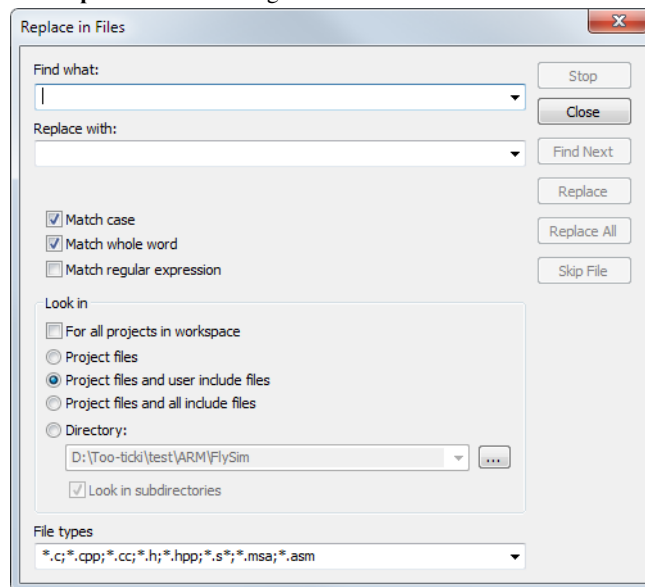 Replace in Files
Find what:
Stop
Close
Replace with:
Find Next
Replace
Match case
Replace All
Match whole word
Match regular expression
Skip File
Look in
For all projects in workspace
Project files
Project files and user include files
Project files and all include files
Directory:
D:\Too-ticki\test\ARM\FlySim
...
Look in subdirectories
File types
*.c;*.cpp;*.cc;*.h;*.hpp;*.s*;*.msa;*.asm